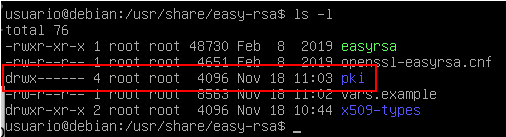 usuario@debian:/usr/share/easy-rsa$ ls -l
total 76
-rwxr-xr-x 1 root root 48730 Feb  8  2019 easyrsa
-rw-r--r-- 1 root root  4651 Feb  8  2019 openssl-easyrsa.cnf
drwx------ 4 root root  4096 Nov 18 11:03 pki
-rw-r--r-- 1 root root  8563 Nov 18 11:02 vars.example
drwxr-xr-x 2 root root  4096 Nov 18 10:44 x509-types
usuario@debian:/usr/share/easy-rsa$ _